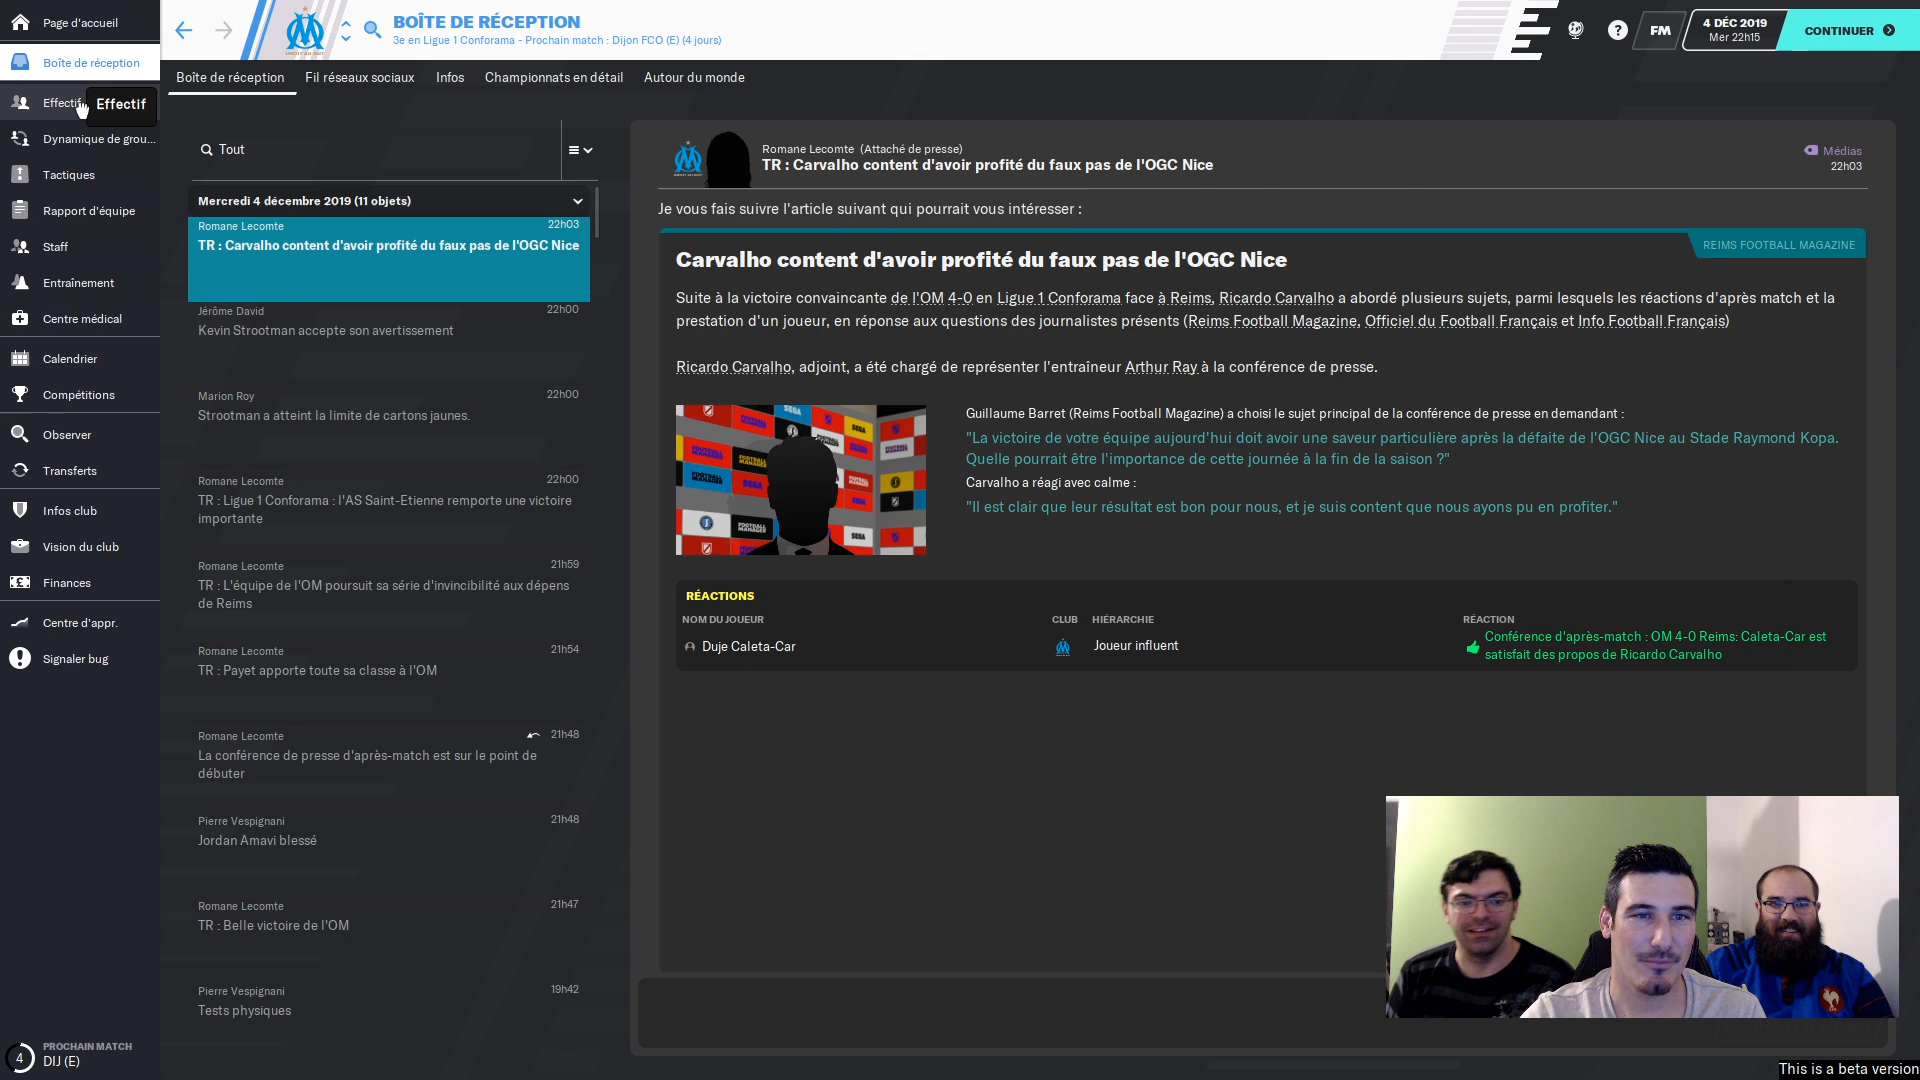 Page d'accueil
Boîte de réception
Effectif
Effectif
Dynamique de grou...
Tactiques
Rapport d'équipe
Staff
Entraînement
Centre médical
Calendrier
Compétitions
Observer
Transferts
Infos club
Vision du club
Finances
Centre d'appr.
Signaler bug
4
PROCHAIN MATCH
DIJ (E)
BOÎTE DE RÉCEPTION
3e en Ligue 1 Conforama - Prochain match : Dijon FCO (E) (4 jours)
?
FM
4 DÉC 2019
Mer 22h15
CONTINUER
Boîte de réception
Fil réseaux sociaux
Infos
Championnats en détail
Autour du monde
Tout
Mercredi 4 décembre 2019 (11 objets)
Romane Lecomte 22h03
TR : Carvalho content d'avoir profité du faux pas de l'OGC Nice
Jérôme David 22h00
Kevin Strootman accepte son avertissement
Marion Roy 22h00
Strootman a atteint la limite de cartons jaunes.
Romane Lecomte 22h00
TR : Ligue 1 Conforama : l'AS Saint-Etienne remporte une victoire
importante
Romane Lecomte 21h59
TR : L'équipe de l'OM poursuit sa série d'invincibilité aux dépens
de Reims
Romane Lecomte 21h54
TR : Payet apporte toute sa classe à l'OM
Romane Lecomte 21h48
La conférence de presse d'après-match est sur le point de
débuter
Pierre Vespignani 21h48
Jordan Amavi blessé
Romane Lecomte 21h47
TR : Belle victoire de l'OM
Pierre Vespignani 19h42
Tests physiques
Romane Lecomte (Attaché de presse)
TR : Carvalho content d'avoir profité du faux pas de l'OGC Nice
Médias
22h03
Je vous fais suivre l'article suivant qui pourrait vous intéresser :
REIMS FOOTBALL MAGAZINE
Carvalho content d'avoir profité du faux pas de l'OGC Nice
Suite à la victoire convaincante de l'OM 4-0 en Ligue 1 Conforama face à Reims, Ricardo Carvalho a abordé plusieurs sujets, parmi lesquels les réactions d'après match et la
prestation d'un joueur, en réponse aux questions des journalistes présents (Reims Football Magazine, Officiel du Football Français et Info Football Français)
Ricardo Carvalho, adjoint, a été chargé de représenter l'entraîneur Arthur Ray à la conférence de presse.
Guillaume Barret (Reims Football Magazine) a choisi le sujet principal de la conférence de presse en demandant :
"La victoire de votre équipe aujourd'hui doit avoir une saveur particulière après la défaite de l'OGC Nice au Stade Raymond Kopa.
Quelle pourrait être l'importance de cette journée à la fin de la saison ?"
Carvalho a réagi avec calme :
"Il est clair que leur résultat est bon pour nous, et je suis content que nous ayons pu en profiter."
RÉACTIONS
NOM DU JOUEUR CLUB HIÉRARCHIE RÉACTION
Duje Caleta-Car Joueur influent Conférence d'après-match : OM 4-0 Reims: Caleta-Car est
satisfait des propos de Ricardo Carvalho
This is a beta version